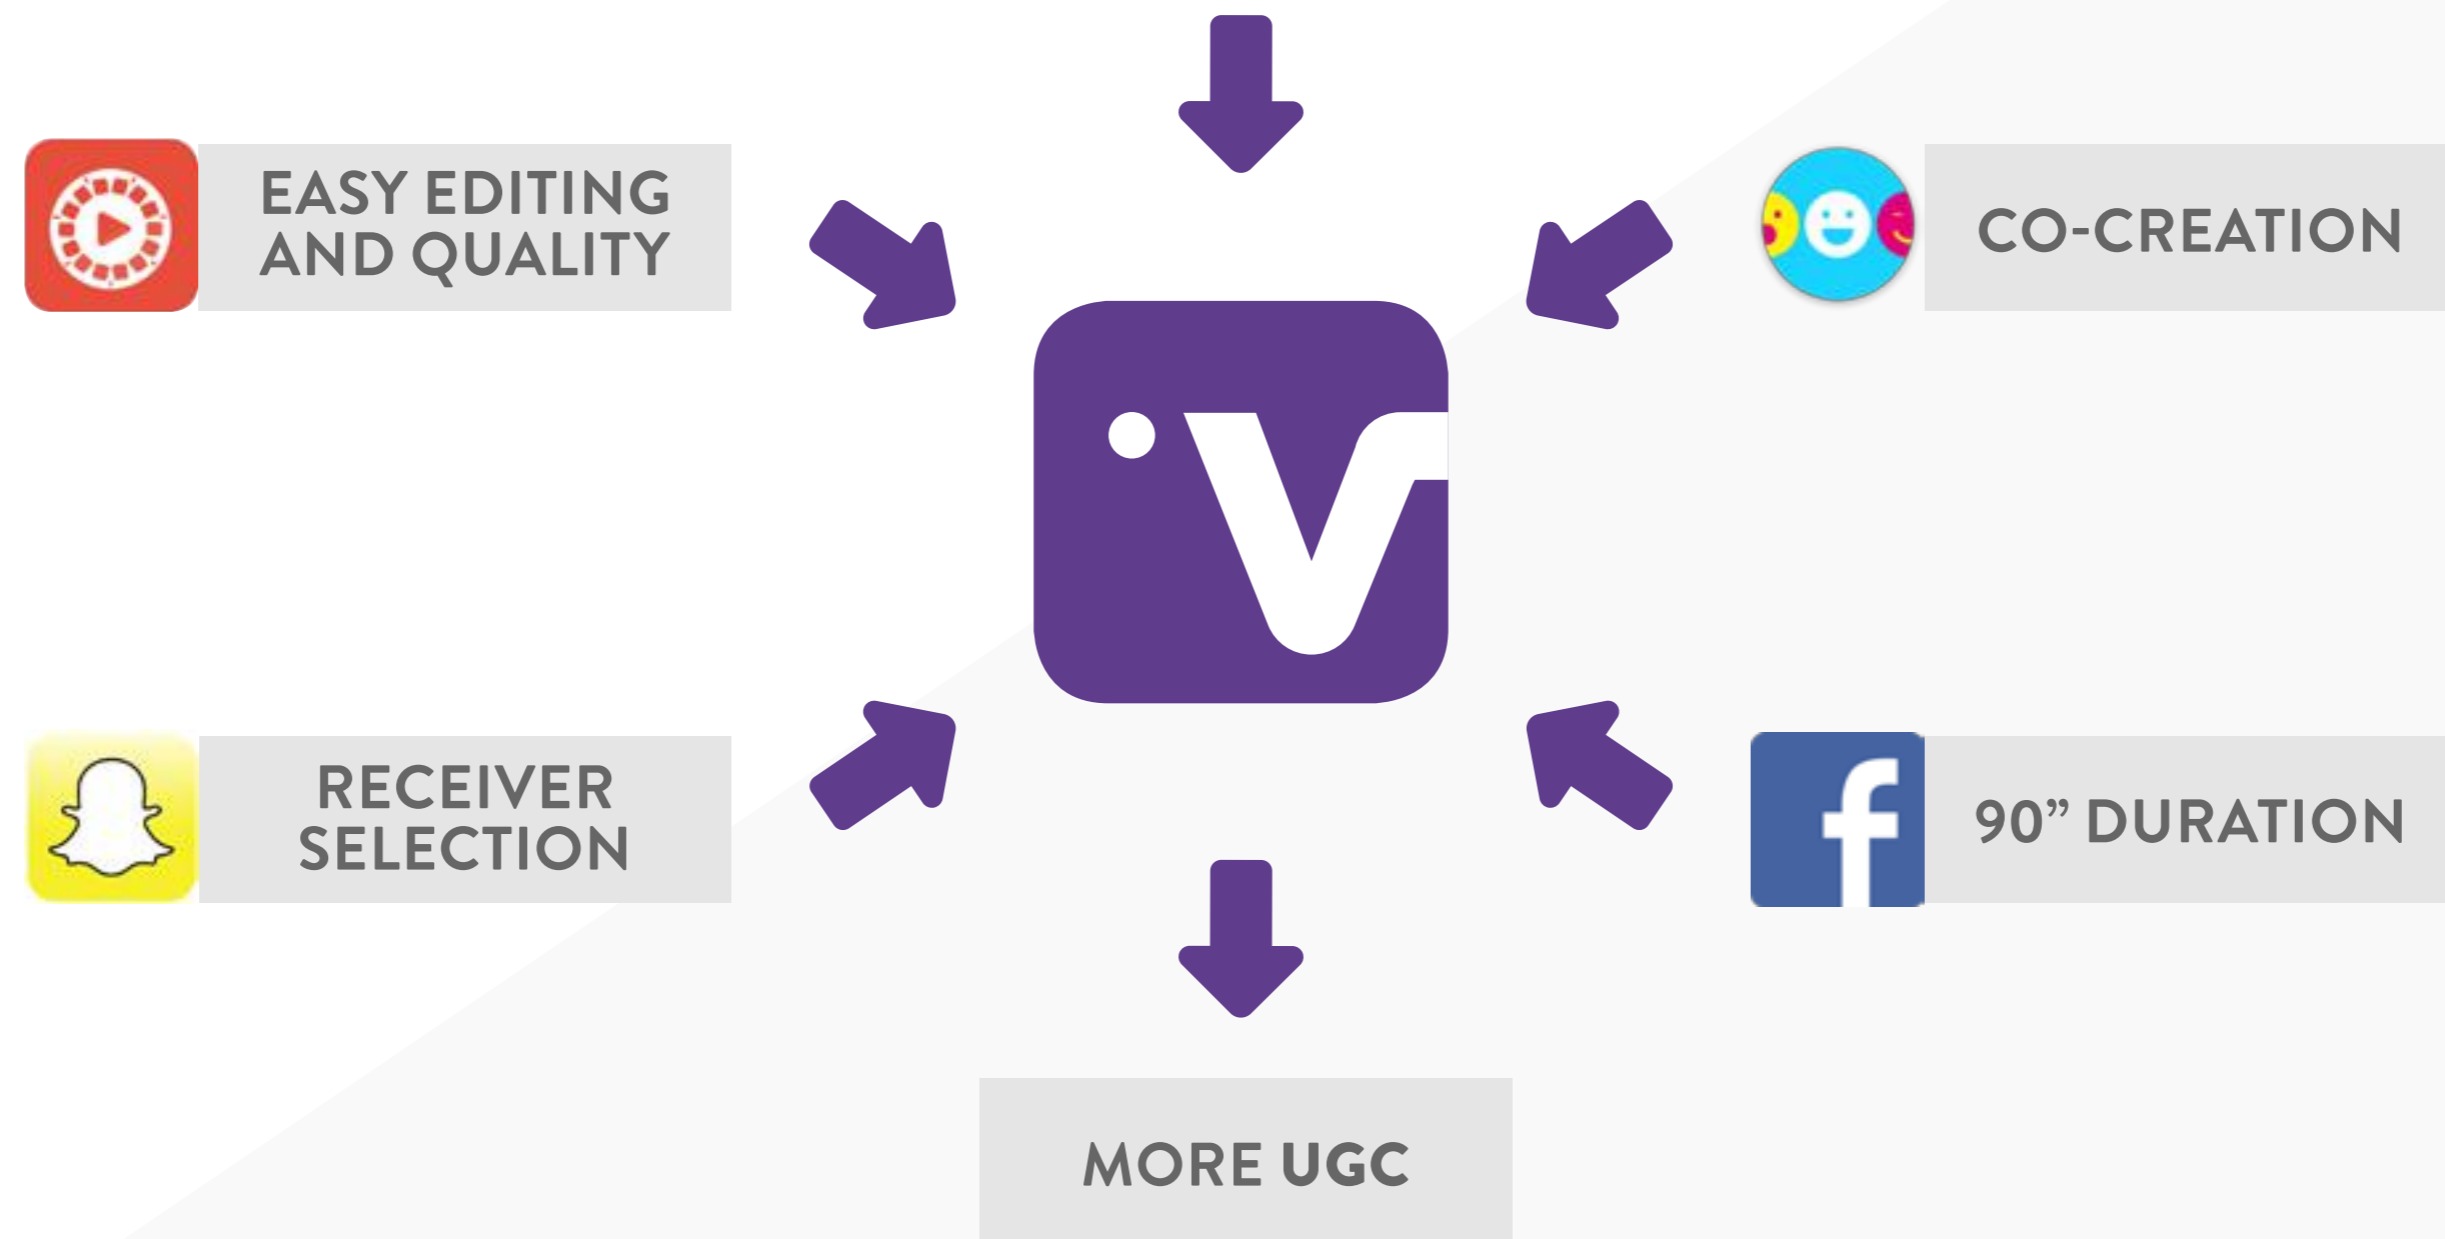 EASY EDITING
AND QUALITY
CO-CREATION
RECEIVER
SELECTION
90” DURATION
MORE UGC